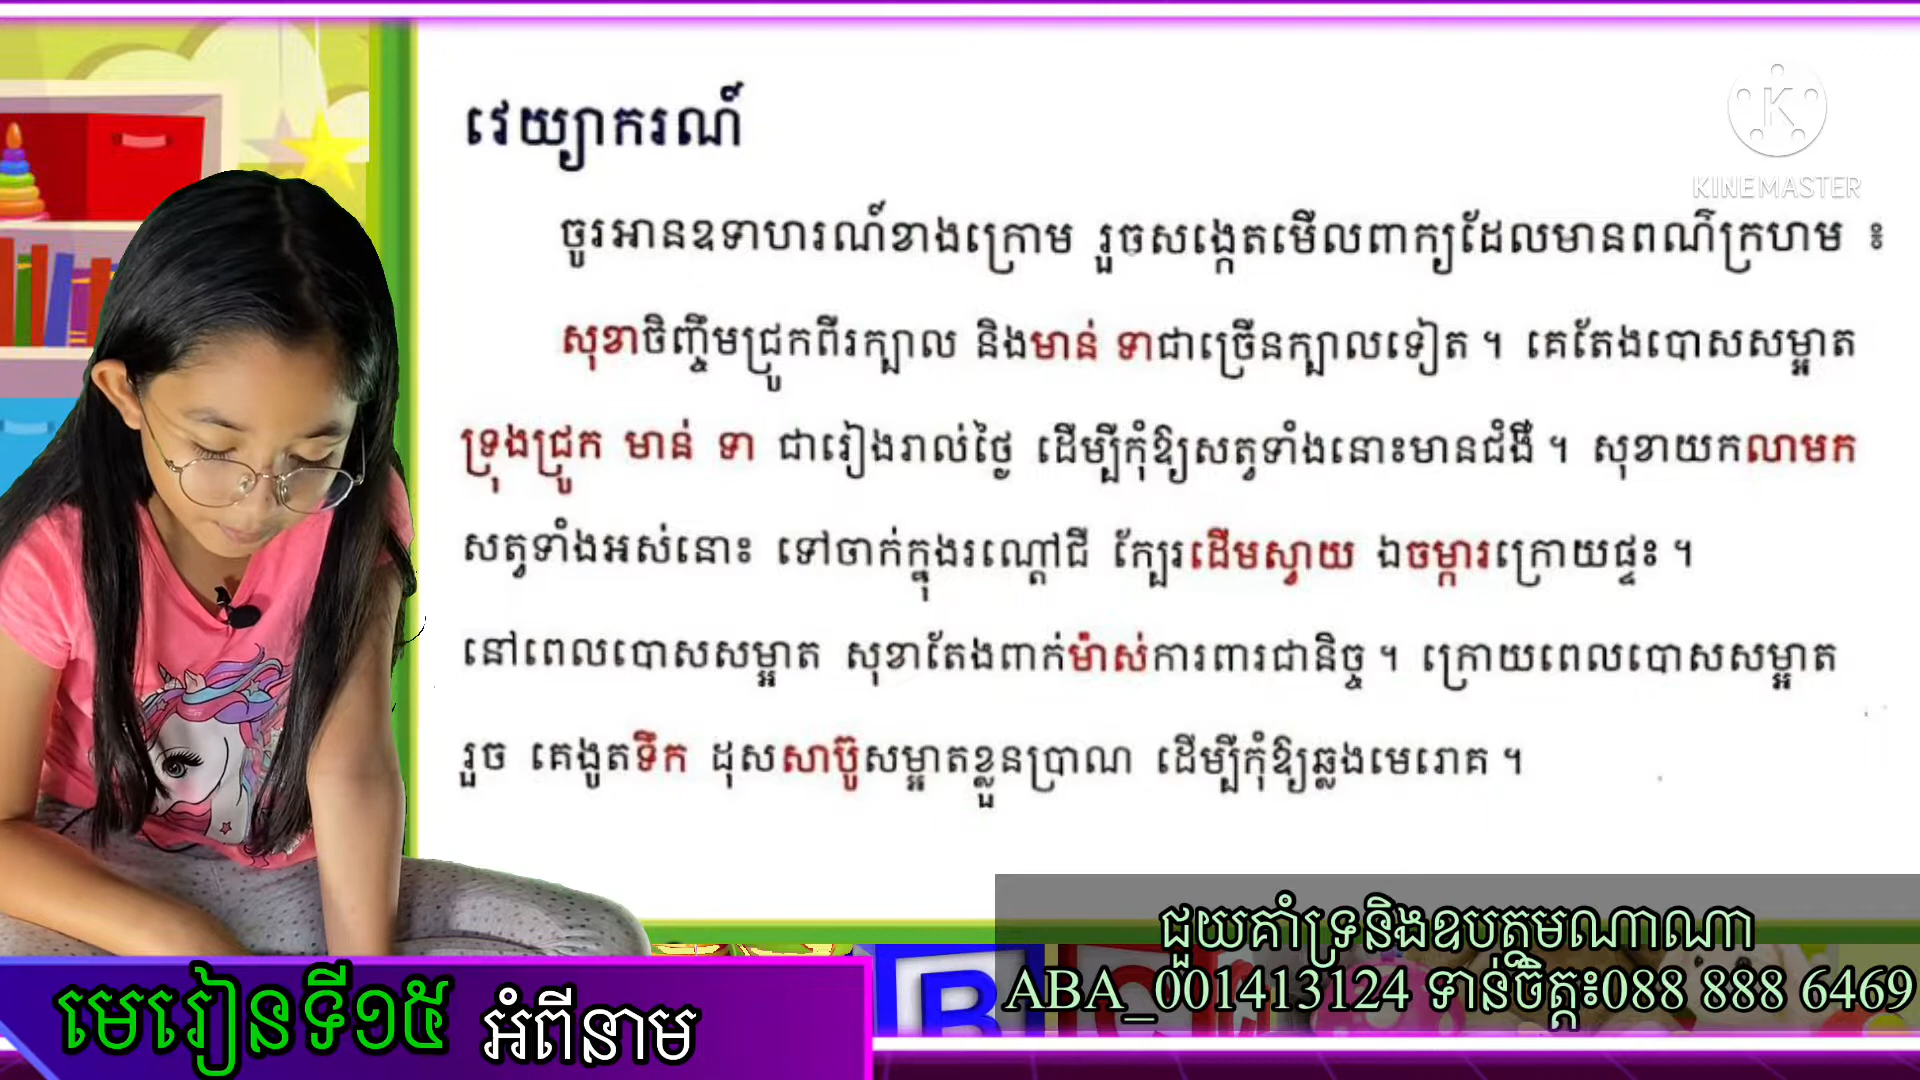 វេយ្យាករណ៍
KINEMASTER
ចូរអានឧទាហរណ៍ខាងក្រោម រួចសង្កេតមើលពាក្យដែលមានពណ៌ក្រហម ៖
សុខាចិញ្ចឹមជ្រូកពីរក្បាល និងមាន់ ទាជាច្រើនក្បាលទៀត ។ គេតែងបោសសម្អាត
ទ្រុងជ្រូក មាន់ ទា ជារៀងរាល់ថ្ងៃ ដើម្បីកុំឱ្យសត្វទាំងនោះមានជំងឺ ។ សុខាយកលាមក
សត្វទាំងអស់នោះ ទៅចាក់ក្នុងរណ្ដៅជី ក្បែរដើមស្វាយ ឯចម្ការក្រោយផ្ទះ ។
នៅពេលបោសសម្អាត សុខាតែងពាក់ម៉ាស់ការពារជានិច្ច ។ ក្រោយពេលបោសសម្អាត
រួច គេងូតទឹក ដុសសាប៊ូសម្អាតខ្លួនប្រាណ ដើម្បីកុំឱ្យឆ្លងមេរោគ ។
ជួយគាំទ្រនិងឧបត្ថមណាណា
ABA_001413124 ទាន់ចិត្ត៖088 888 6469
មេរៀនទី១៥ អំពីនាម
B C